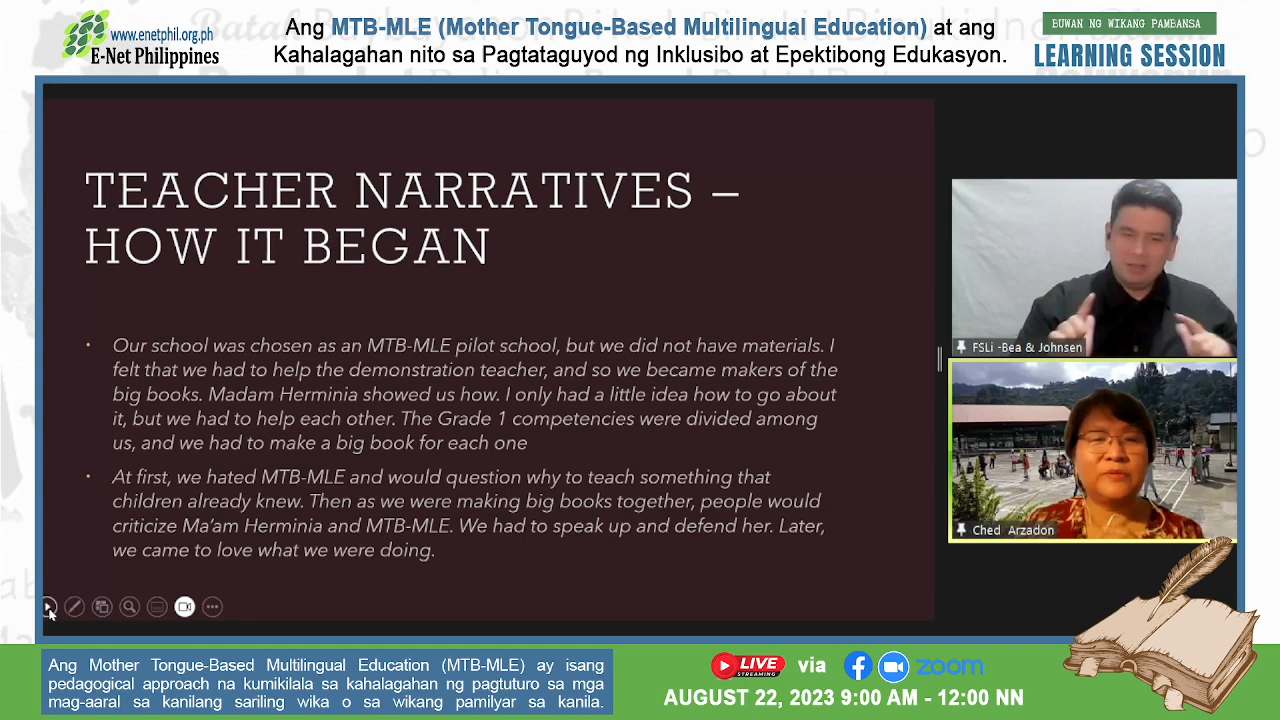 www.enetphil.org.ph
E-Net Philippines
Ang MTB-MLE (Mother Tongue-Based Multilingual Education) at ang
Kahalagahan nito sa Pagtataguyod ng Inklusibo at Epektibong Edukasyon.
BUWAN NG WIKANG PAMBANSA
LEARNING SESSION
TEACHER NARRATIVES –
HOW IT BEGAN
• Our school was chosen as an MTB-MLE pilot school, but we did not have materials. I
felt that we had to help the demonstration teacher, and so we became makers of the
big books. Madam Herminia showed us how. I only had a little idea how to go about
it, but we had to help each other. The Grade 1 competencies were divided among
us, and we had to make a big book for each one
• At first, we hated MTB-MLE and would question why to teach something that
children already knew. Then as we were making big books together, people would
criticize Ma'am Herminia and MTB-MLE. We had to speak up and defend her. Later,
we came to love what we were doing.
FSLi -Bea & Johnsen
Ched Arzadon
Ang Mother Tongue-Based Multilingual Education (MTB-MLE) ay isang
pedagogical approach na kumikilala sa kahalagahan ng pagtuturo sa mga
mag-aaral sa kanilang sariling wika o sa wikang pamilyar sa kanila.
LIVE
STREAMING
via
zoom
AUGUST 22, 2023 9:00 AM - 12:00 NN